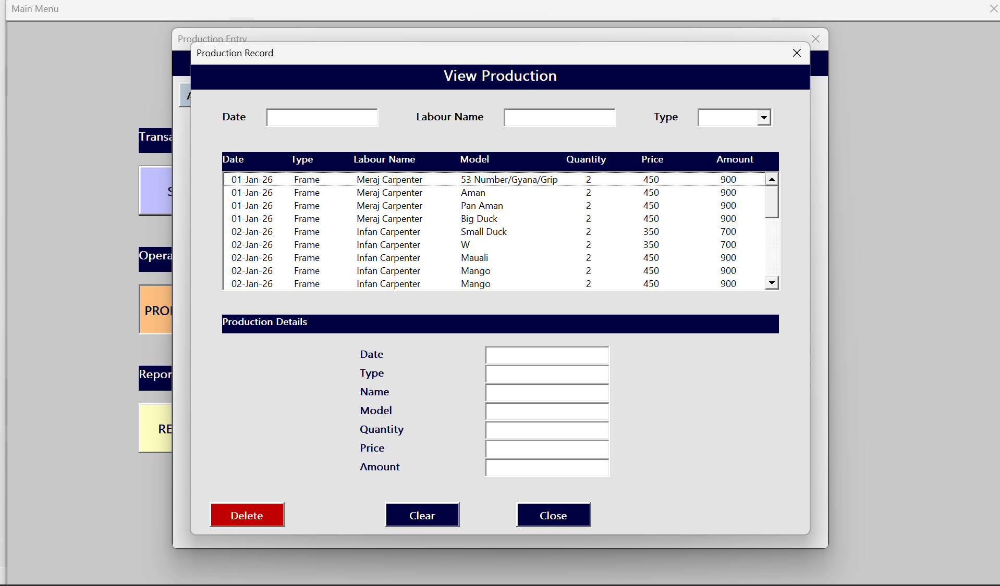 Main Menu
Production Entry
Production Record
View Production
Date Labour Name Type
Date Type Labour Name Model Quantity Price Amount
01-Jan-26 Frame Meraj Carpenter 53 Number/Gyana/Grip 2 450 900
01-Jan-26 Frame Meraj Carpenter Aman 2 450 900
01-Jan-26 Frame Meraj Carpenter Pan Aman 2 450 900
01-Jan-26 Frame Meraj Carpenter Big Duck 2 450 900
02-Jan-26 Frame Infan Carpenter Small Duck 2 350 700
02-Jan-26 Frame Infan Carpenter W 2 350 700
02-Jan-26 Frame Infan Carpenter Mauali 2 450 900
02-Jan-26 Frame Infan Carpenter Mango 2 450 900
02-Jan-26 Frame Infan Carpenter Mango 2 450 900
Production Details
Date
Type
Name
Model
Quantity
Price
Amount
Delete Clear Close